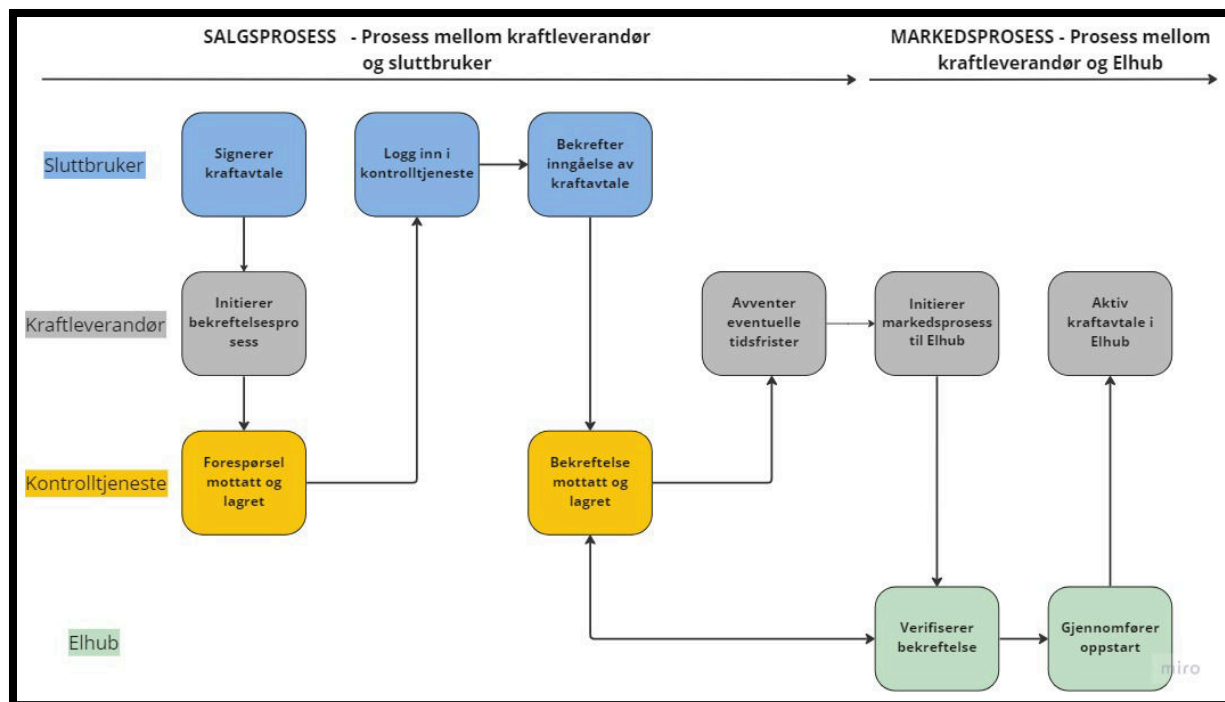 SALGSPROSESS - Prosess mellom kraftleverandør
og sluttbruker
MARKEDSPROSESS - Prosess mellom
kraftleverandør og Elhub
Sluttbruker
Signerer
kraftavtale
Logg inn i
kontrolltjeneste
Bekrefter
inngåelse av
kraftavtale
Kraftleverandør
Initierer
bekreftelsespro
sess
Avventer
eventuelle
tidsfrister
Initierer
markedsprosess
til Elhub
Aktiv
kraftavtale i
Elhub
Kontrolltjeneste
Forespørsel
mottatt og
lagret
Bekreftelse
mottatt og
lagret
Elhub
Verifiserer
bekreftelse
Gjennomfører
oppstart
miro